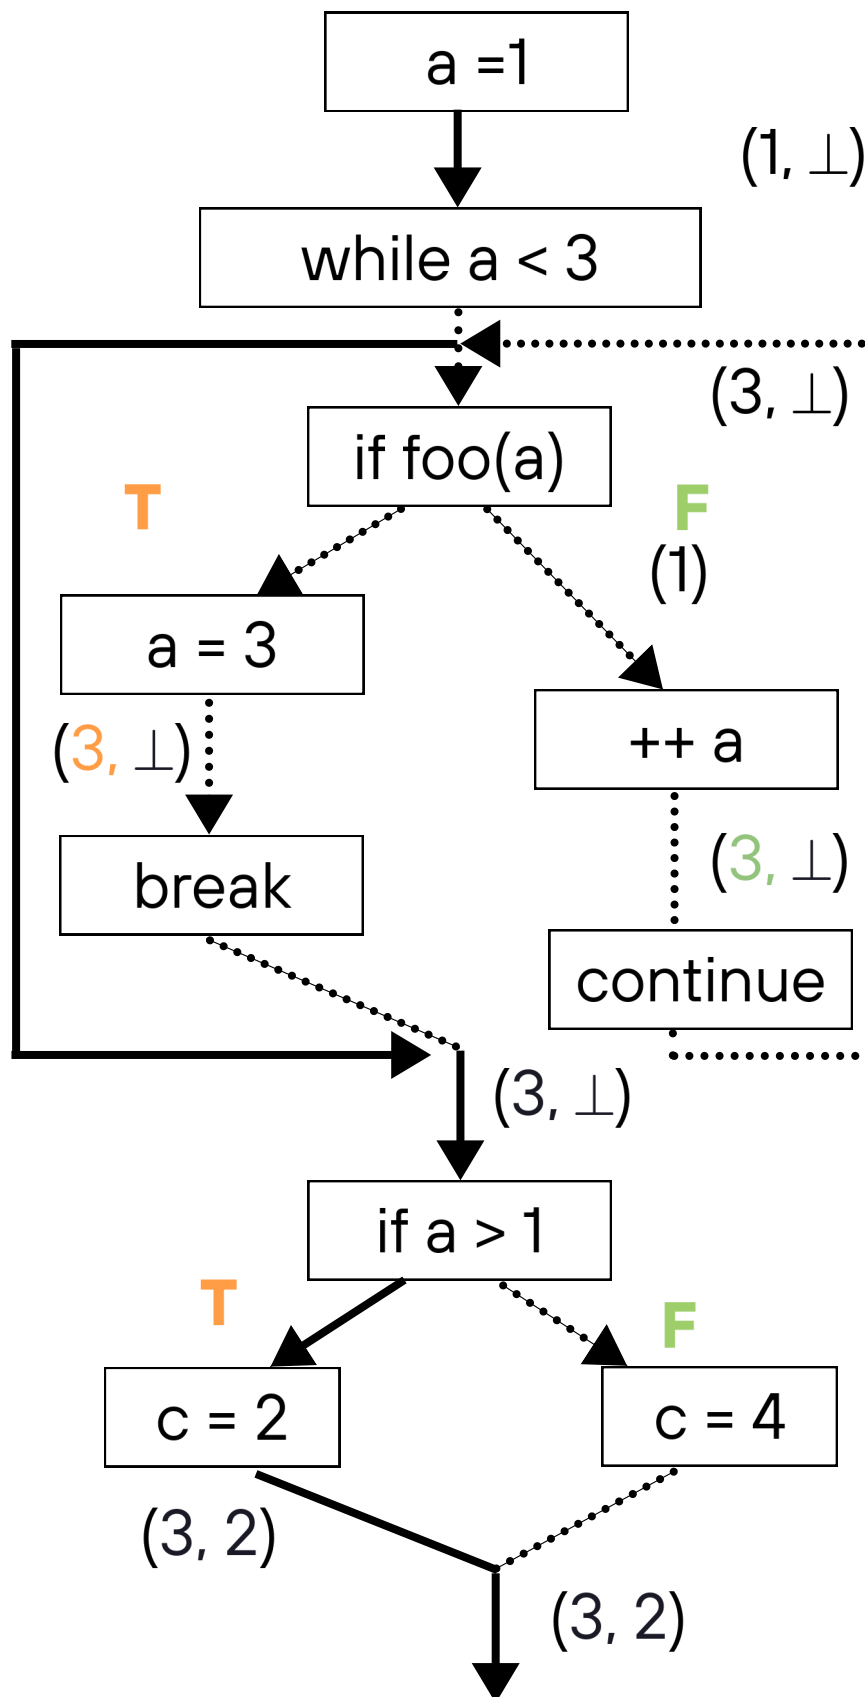 a =1
(1, ⊥)
while a < 3
(3, ⊥)
if foo(a)
T
F
(1)
a = 3
(3, ⊥)
++ a
(3, ⊥)
break
continue
(3, ⊥)
if a > 1
T
F
c = 2
c = 4
(3, 2)
(3, 2)